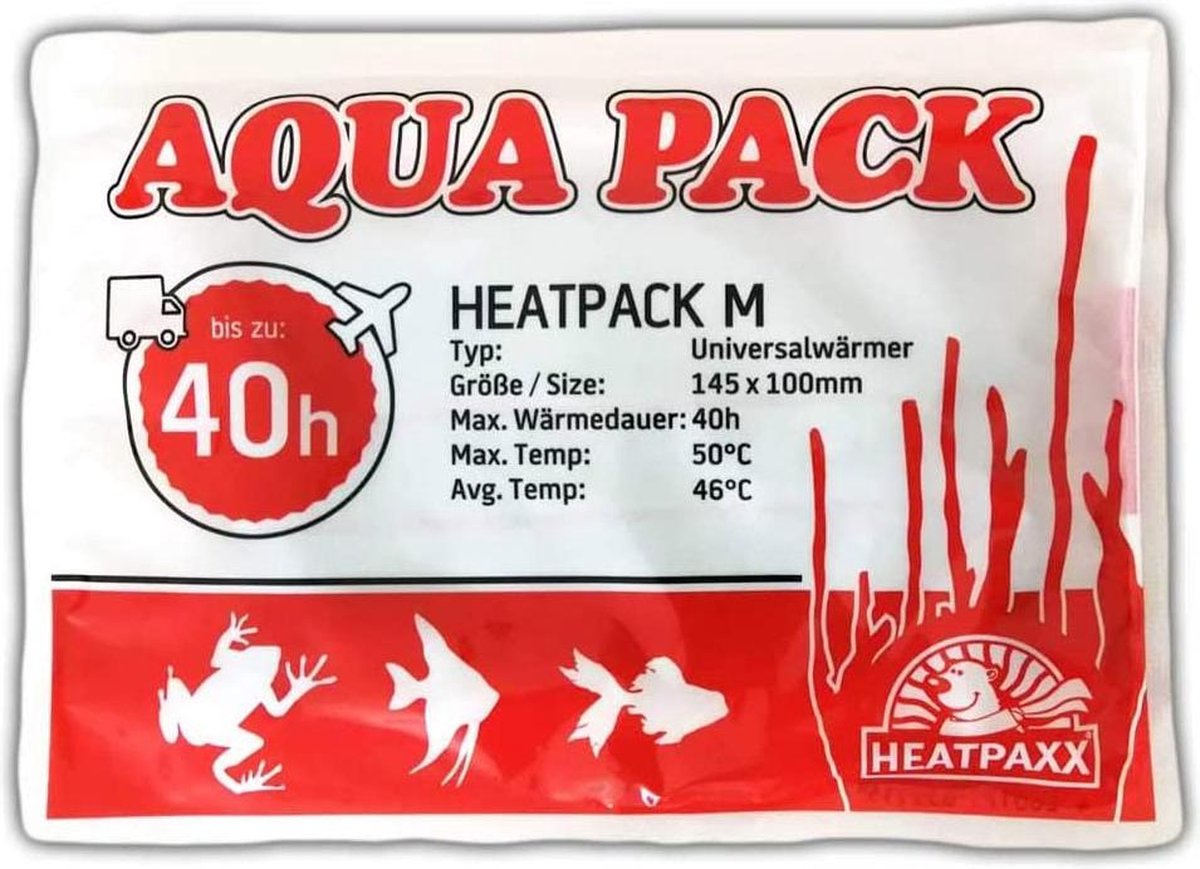 AQUA PACK
bis zu:
40h
HEATPACK M
Typ: Universalwärmer
Größe / Size: 145 x 100mm
Max. Wärmedauer: 40h
Max. Temp: 50°C
Avg. Temp: 46°C
HEATPAXX